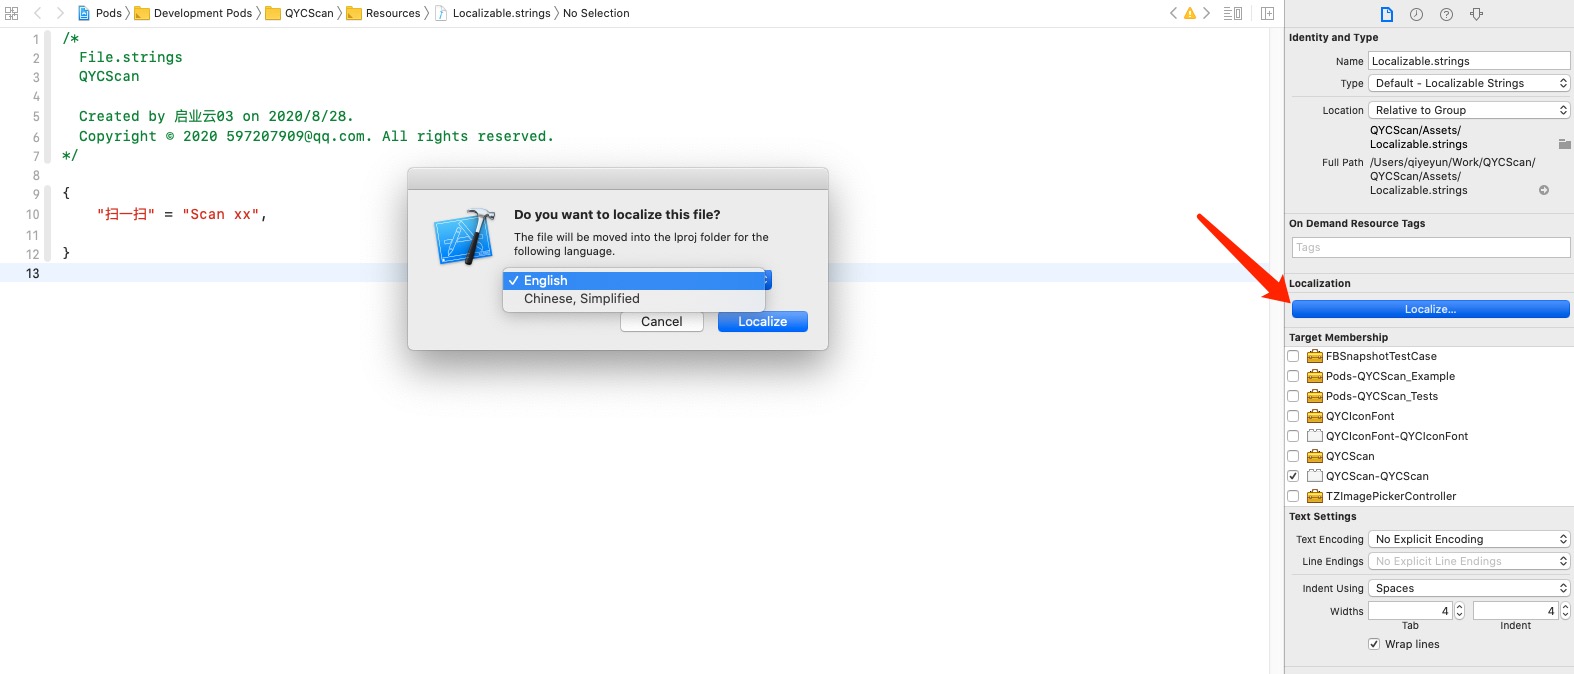 Pods
Development Pods
QYCScan
Resources
Localizable.strings
No Selection
1 /*
2 File.strings
3 QYCScan
4
5 Created by 启业云03 on 2020/8/28.
6 Copyright © 2020 597207909@qq.com. All rights reserved.
7 */
8
9 {
10 "扫一扫" = "Scan xx",
11
12 }
13
Do you want to localize this file?
The file will be moved into the lproj folder for the
following language.
English
Chinese, Simplified
Cancel
Localize
Identity and Type
Name Localizable.strings
Type Default - Localizable Strings
Location Relative to Group
QYCScan/Assets/
Localizable.strings
Full Path /Users/qiyeyun/Work/QYCScan/
QYCScan/Assets/
Localizable.strings
On Demand Resource Tags
Tags
Localization
Localize...
Target Membership
FBSnapshotTestCase
Pods-QYCScan_Example
Pods-QYCScan_Tests
QYCIconFont
QYCIconFont-QYCIconFont
QYCScan
QYCScan-QYCScan
TZImagePickerController
Text Settings
Text Encoding No Explicit Encoding
Line Endings No Explicit Line Endings
Indent Using Spaces
Widths 4 4
Tab Indent
Wrap lines